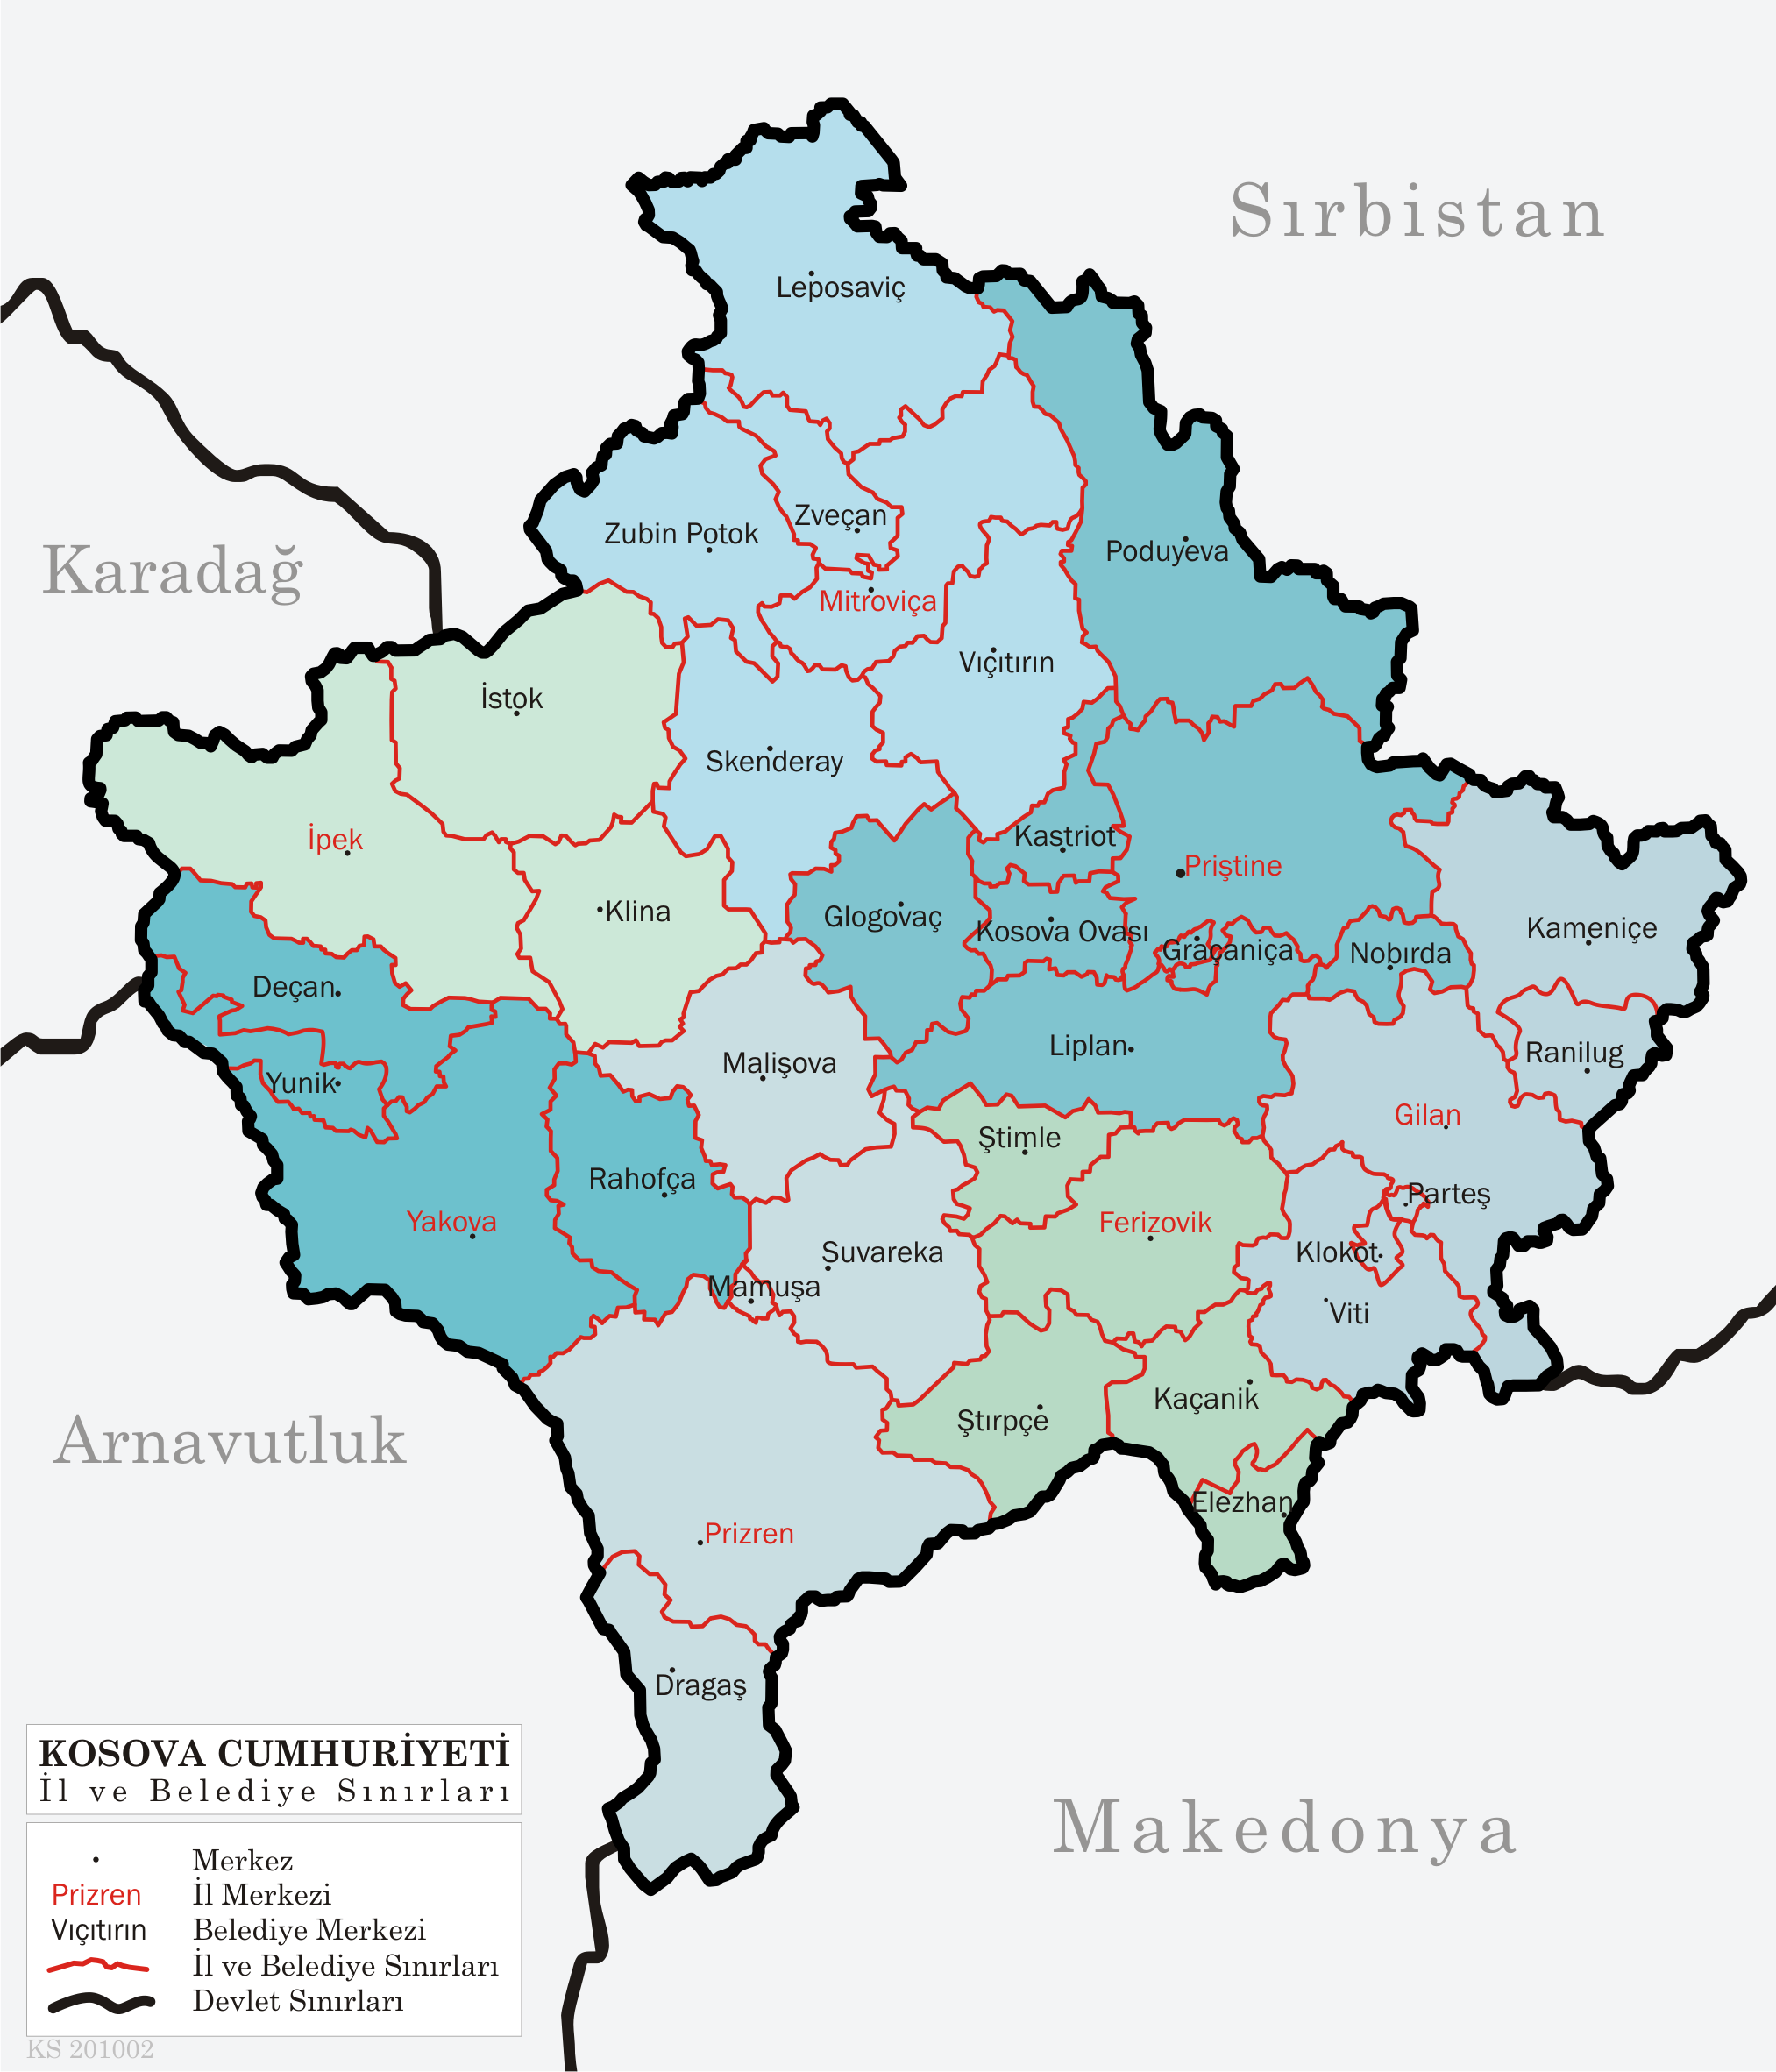 Sırbistan
Leposaviç
Zveçan
Zubin Potok
Poduyeva
Karadağ
Mitroviça
Vıçıtırın
İstok
Skenderay
İpek
Kastriot
Priştine
Klina
Glogovaç
Kosova Ovası
Graçaniça
Nobırda
Kameniçe
Deçan
Liplan
Ranilug
Malişova
Yunik
Gilan
Ştimle
Rahofça
Parteş
Yakova
Ferizovik
Suvareka
Klokot
Mamuşa
Viti
Kaçanik
Ştırpçe
Arnavutluk
Elezhan
Prizren
Dragaş
KOSOVA CUMHURİYETİ
İl ve Belediye Sınırları
Makedonya
Merkez
Prizren İl Merkezi
Vıçıtırın Belediye Merkezi
İl ve Belediye Sınırları
Devlet Sınırları
KS 201002